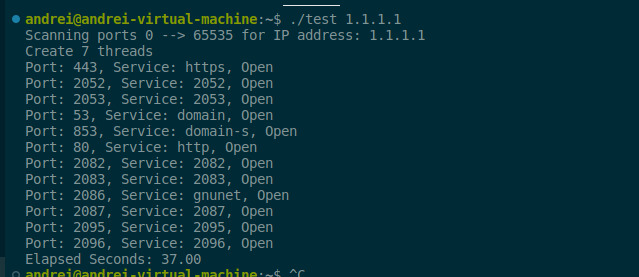 andrei@andrei-virtual-machine:~$ ./test 1.1.1.1
Scanning ports 0 --> 65535 for IP address: 1.1.1.1
Create 7 threads
Port: 443, Service: https, Open
Port: 2052, Service: 2052, Open
Port: 2053, Service: 2053, Open
Port: 53, Service: domain, Open
Port: 853, Service: domain-s, Open
Port: 80, Service: http, Open
Port: 2082, Service: 2082, Open
Port: 2083, Service: 2083, Open
Port: 2086, Service: gnunet, Open
Port: 2087, Service: 2087, Open
Port: 2095, Service: 2095, Open
Port: 2096, Service: 2096, Open
Elapsed Seconds: 37.00
andrei@andrei-virtual-machine:~$ ^C